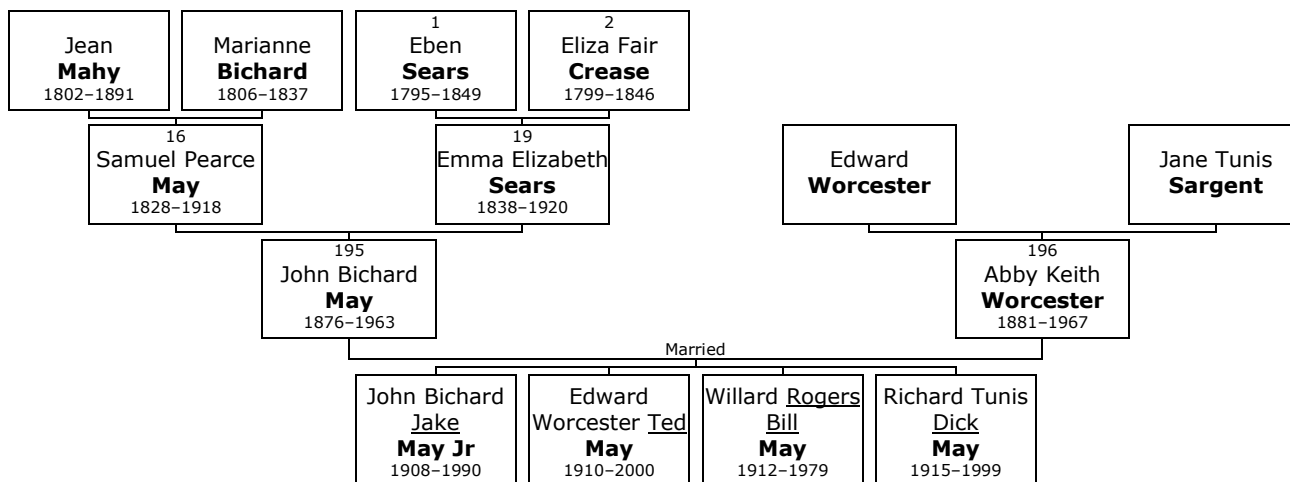 Jean
Mahy
1802–1891
Marianne
Bichard
1806–1837
1
Eben
Sears
1795–1849
2
Eliza Fair
Crease
1799–1846
16
Samuel Pearce
May
1828–1918
19
Emma Elizabeth
Sears
1838–1920
Edward
Worcester
Jane Tunis
Sargent
195
John Bichard
May
1876–1963
196
Abby Keith
Worcester
1881–1967
Married
John Bichard
Jake
May Jr
1908–1990
Edward
Worcester Ted
May
1910–2000
Willard Rogers
Bill
May
1912–1979
Richard Tunis
Dick
May
1915–1999